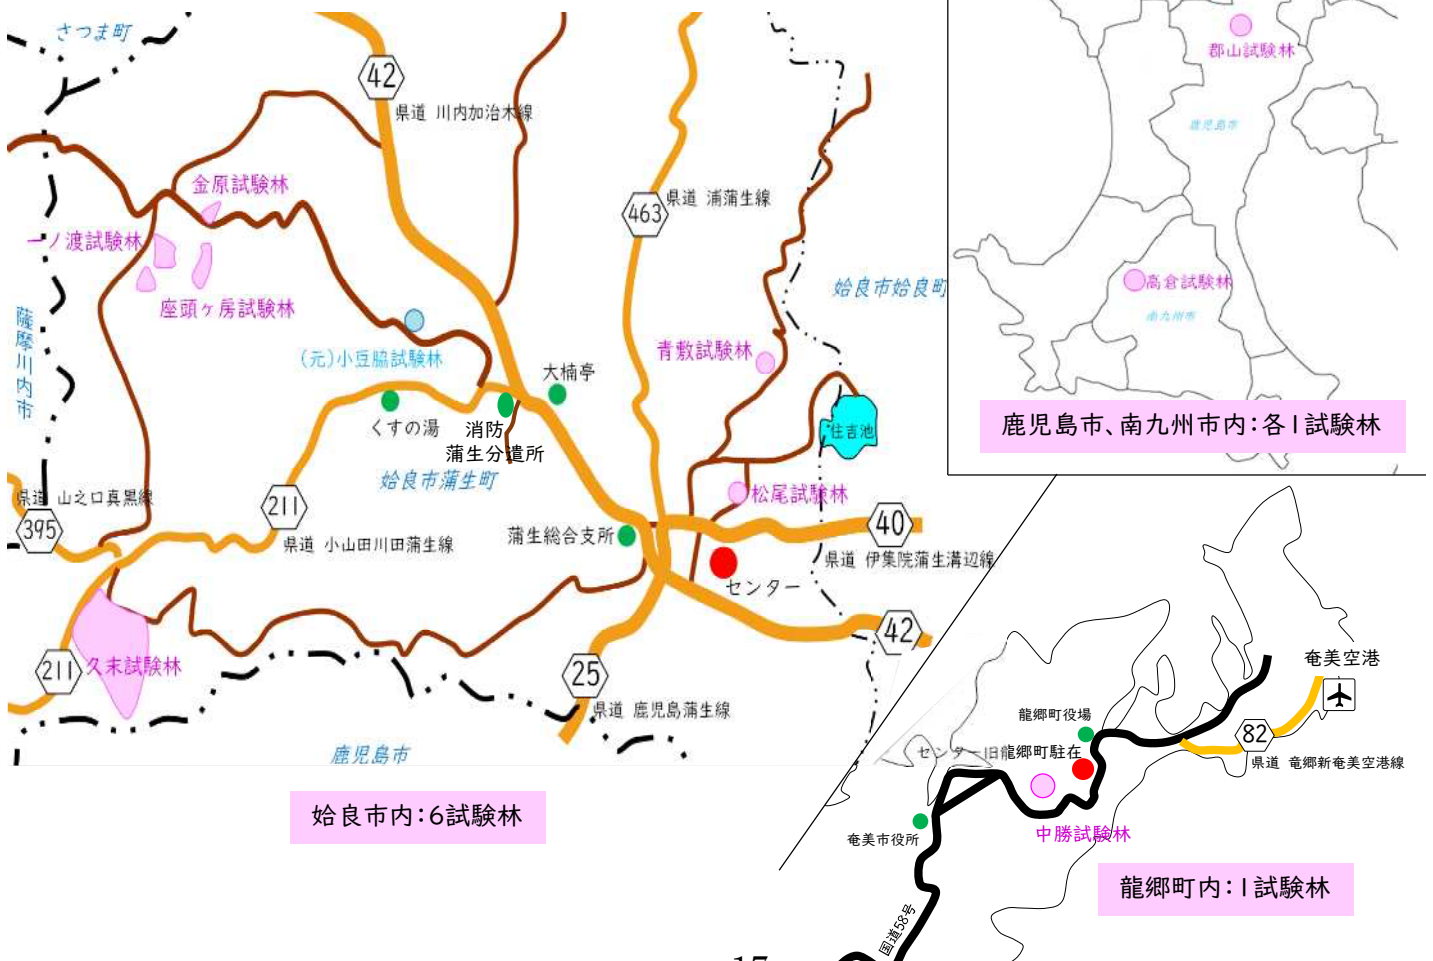 さつま町
42
県道 川内加治木線
金原試験林
463
県道 浦蒲生線
一ノ渡試験林
座頭ヶ房試験林
薩摩川内市
(元)小豆脇試験林
青敷試験林
姶良市姶良町
大楠亭
くすの湯
消防
蒲生分遣所
住吉池
姶良市蒲生町
県道 山之口真黒線
395
211
県道 小山田川田蒲生線
蒲生総合支所
松尾試験林
40
県道 伊集院蒲生溝辺線
センター
42
211
久末試験林
25
県道 鹿児島蒲生線
鹿児島市
姶良市内:6試験林
郡山試験林
鹿児島市
高倉試験林
南九州市
鹿児島市、南九州市内:各1試験林
奄美空港
龍郷町役場
センター旧龍郷町駐在
82
県道 竜郷新奄美空港線
奄美市役所
中勝試験林
龍郷町内:1試験林
国道58号
17